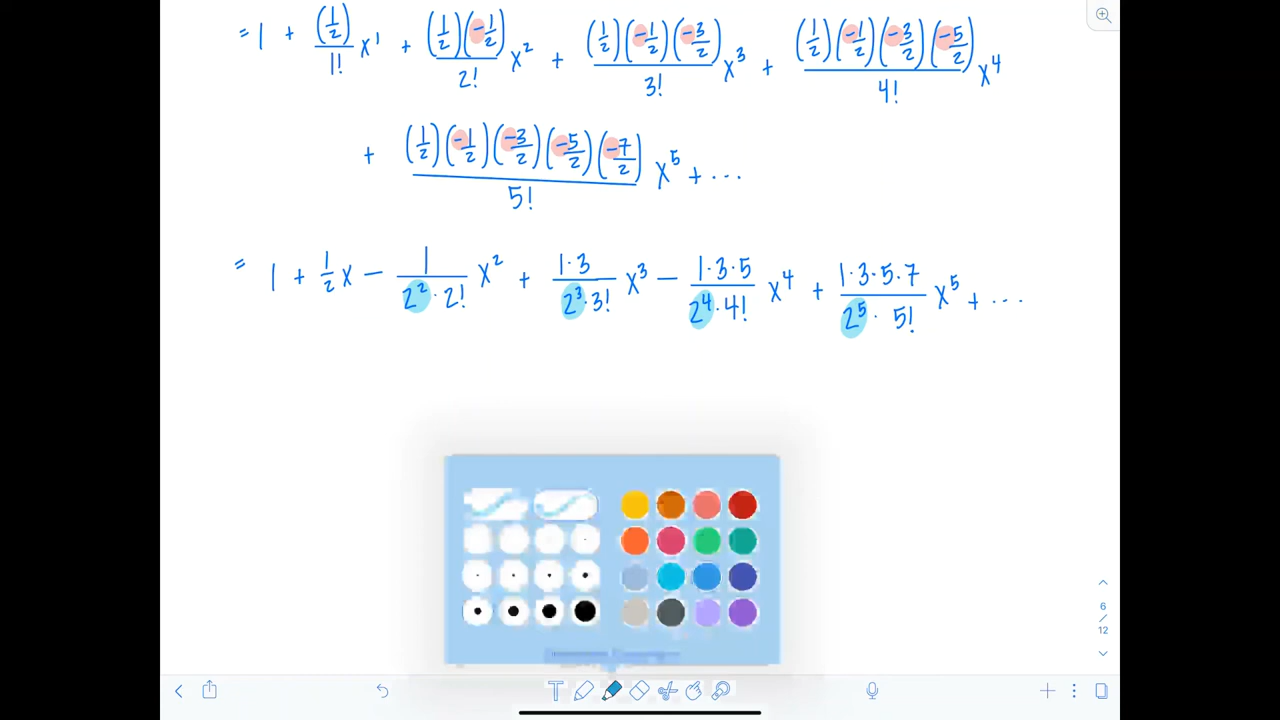 = 1 + (1/2)/1! x^1 + (1/2)(-1/2)/2! x^2 + (1/2)(-1/2)(-3/2)/3! x^3 + (1/2)(-1/2)(-3/2)(-5/2)/4! x^4
+ (1/2)(-1/2)(-3/2)(-5/2)(-7/2)/5! x^5 + ...
= 1 + 1/2 x - 1/(2^2 · 2!) x^2 + (1·3)/(2^3 · 3!) x^3 - (1·3·5)/(2^4 · 4!) x^4 + (1·3·5·7)/(2^5 · 5!) x^5 + ...
6
/
12
T